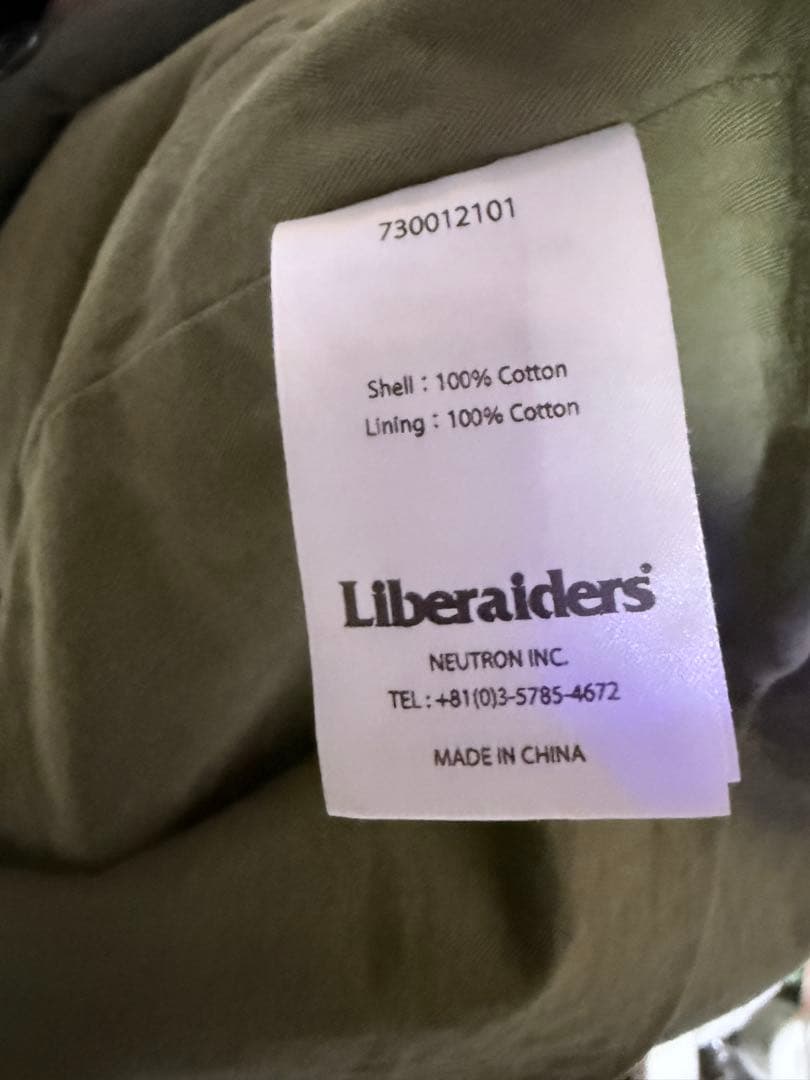 730012101
Shell : 100% Cotton
Lining : 100% Cotton
Liberaiders
NEUTRON INC.
TEL : +81(0)3-5785-4672
MADE IN CHINA